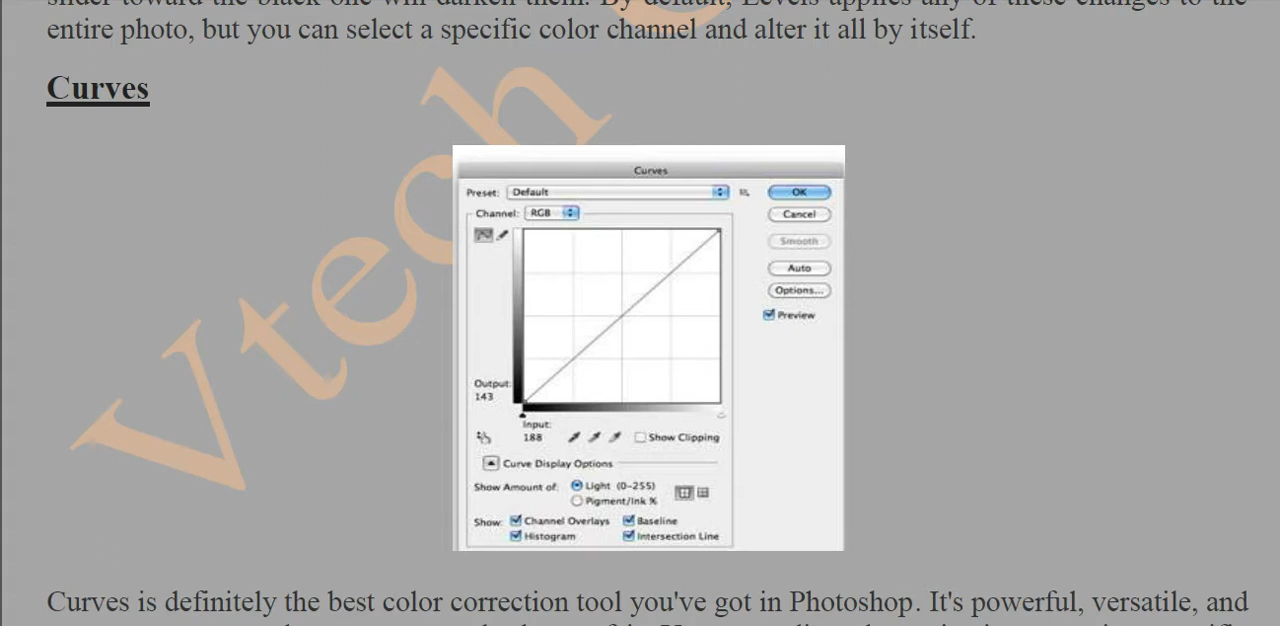 entire photo, but you can select a specific color channel and alter it all by itself.
Curves
Vtech
Curves
Preset: Default
OK
Channel: RGB
Cancel
Smooth
Auto
Options...
Preview
Output:
143
Input:
188
Show Clipping
Curve Display Options
Show Amount of: Light (0-255)
Pigment/Ink %
Show: Channel Overlays Baseline
Histogram Intersection Line
Curves is definitely the best color correction tool you've got in Photoshop. It's powerful, versatile, and